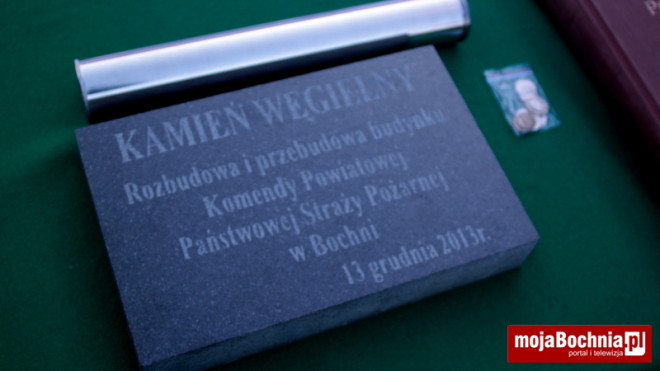 KAMIEŃ WĘGIELNY
Rozbudowa i przebudowa budynku
Komendy Powiatowej
Państwowej Straży Pożarnej
w Bochni
13 grudnia 2013r.
mojaBochnia.pl
portal i telewizja